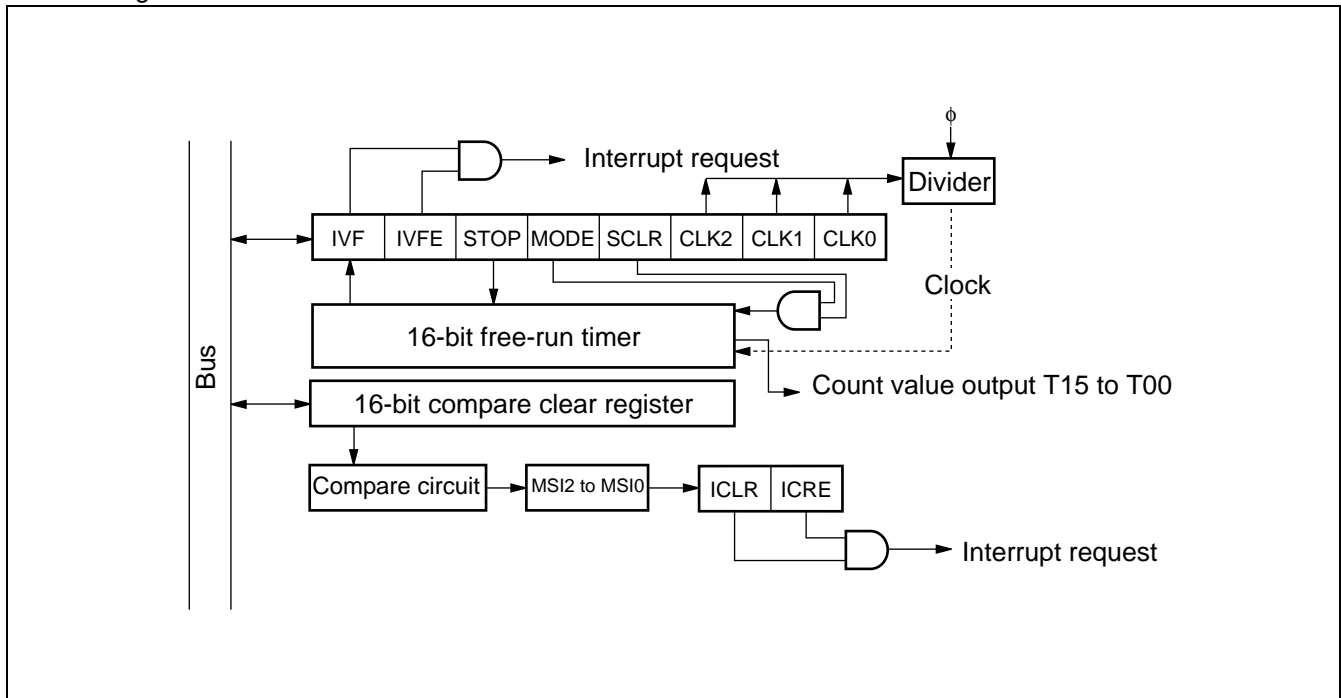 ϕ
Interrupt request
Divider
IVF IVFE STOP MODE SCLR CLK2 CLK1 CLK0
Clock
16-bit free-run timer
Bus
Count value output T15 to T00
16-bit compare clear register
Compare circuit MSI2 to MSI0 ICLR ICRE
Interrupt request